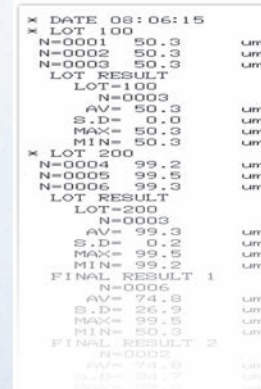 * DATE 08:06:15
* LOT 100
N=0001 50.3 um
N=0002 50.3 um
N=0003 50.3 um
LOT RESULT
LOT=100
N=0003
AV= 50.3 um
S.D= 0.0 um
MAX= 50.3 um
MIN= 50.3 um
* LOT 200
N=0004 99.2 um
N=0005 99.5 um
N=0006 99.3 um
LOT RESULT
LOT=200
N=0003
AV= 99.3 um
S.D= 0.2 um
MAX= 99.5 um
MIN= 99.2 um
FINAL RESULT 1
N=0006
AV= 74.8 um
S.D= 26.9 um
MAX= 99.5 um
MIN= 50.3 um
FINAL RESULT 2
N=0002
AV= 74.8 um